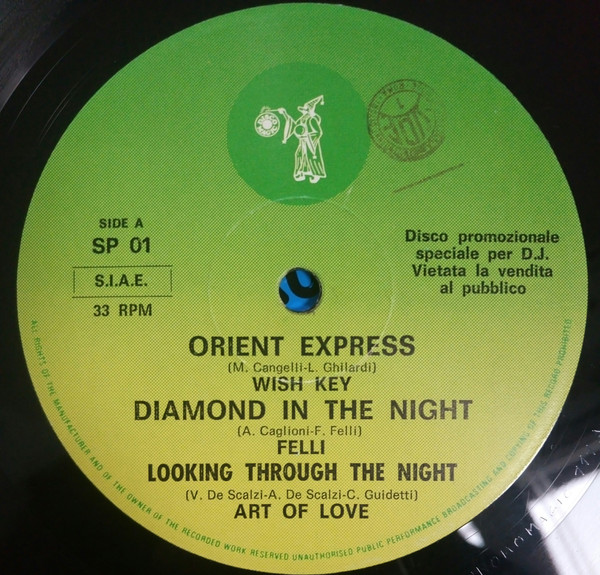 SIDE A
SP 01
S.I.A.E.
33 RPM
Disco promozionale
speciale per D.J.
Vietata la vendita
al pubblico
ORIENT EXPRESS
(M. Cangelli-L. Ghilardi)
WISH KEY
DIAMOND IN THE NIGHT
(A. Caglioni-F. Felli)
FELLI
LOOKING THROUGH THE NIGHT
(V. De Scalzi-A. De Scalzi-C. Guidetti)
ART OF LOVE
ALL RIGHTS OF THE MANUFACTURER AND OF THE OWNER OF THE RECORDED WORK RESERVED UNAUTHORISED PUBLIC PERFORMANCE BROADCASTING AND COPYING OF THIS RECORD PROHIBITED